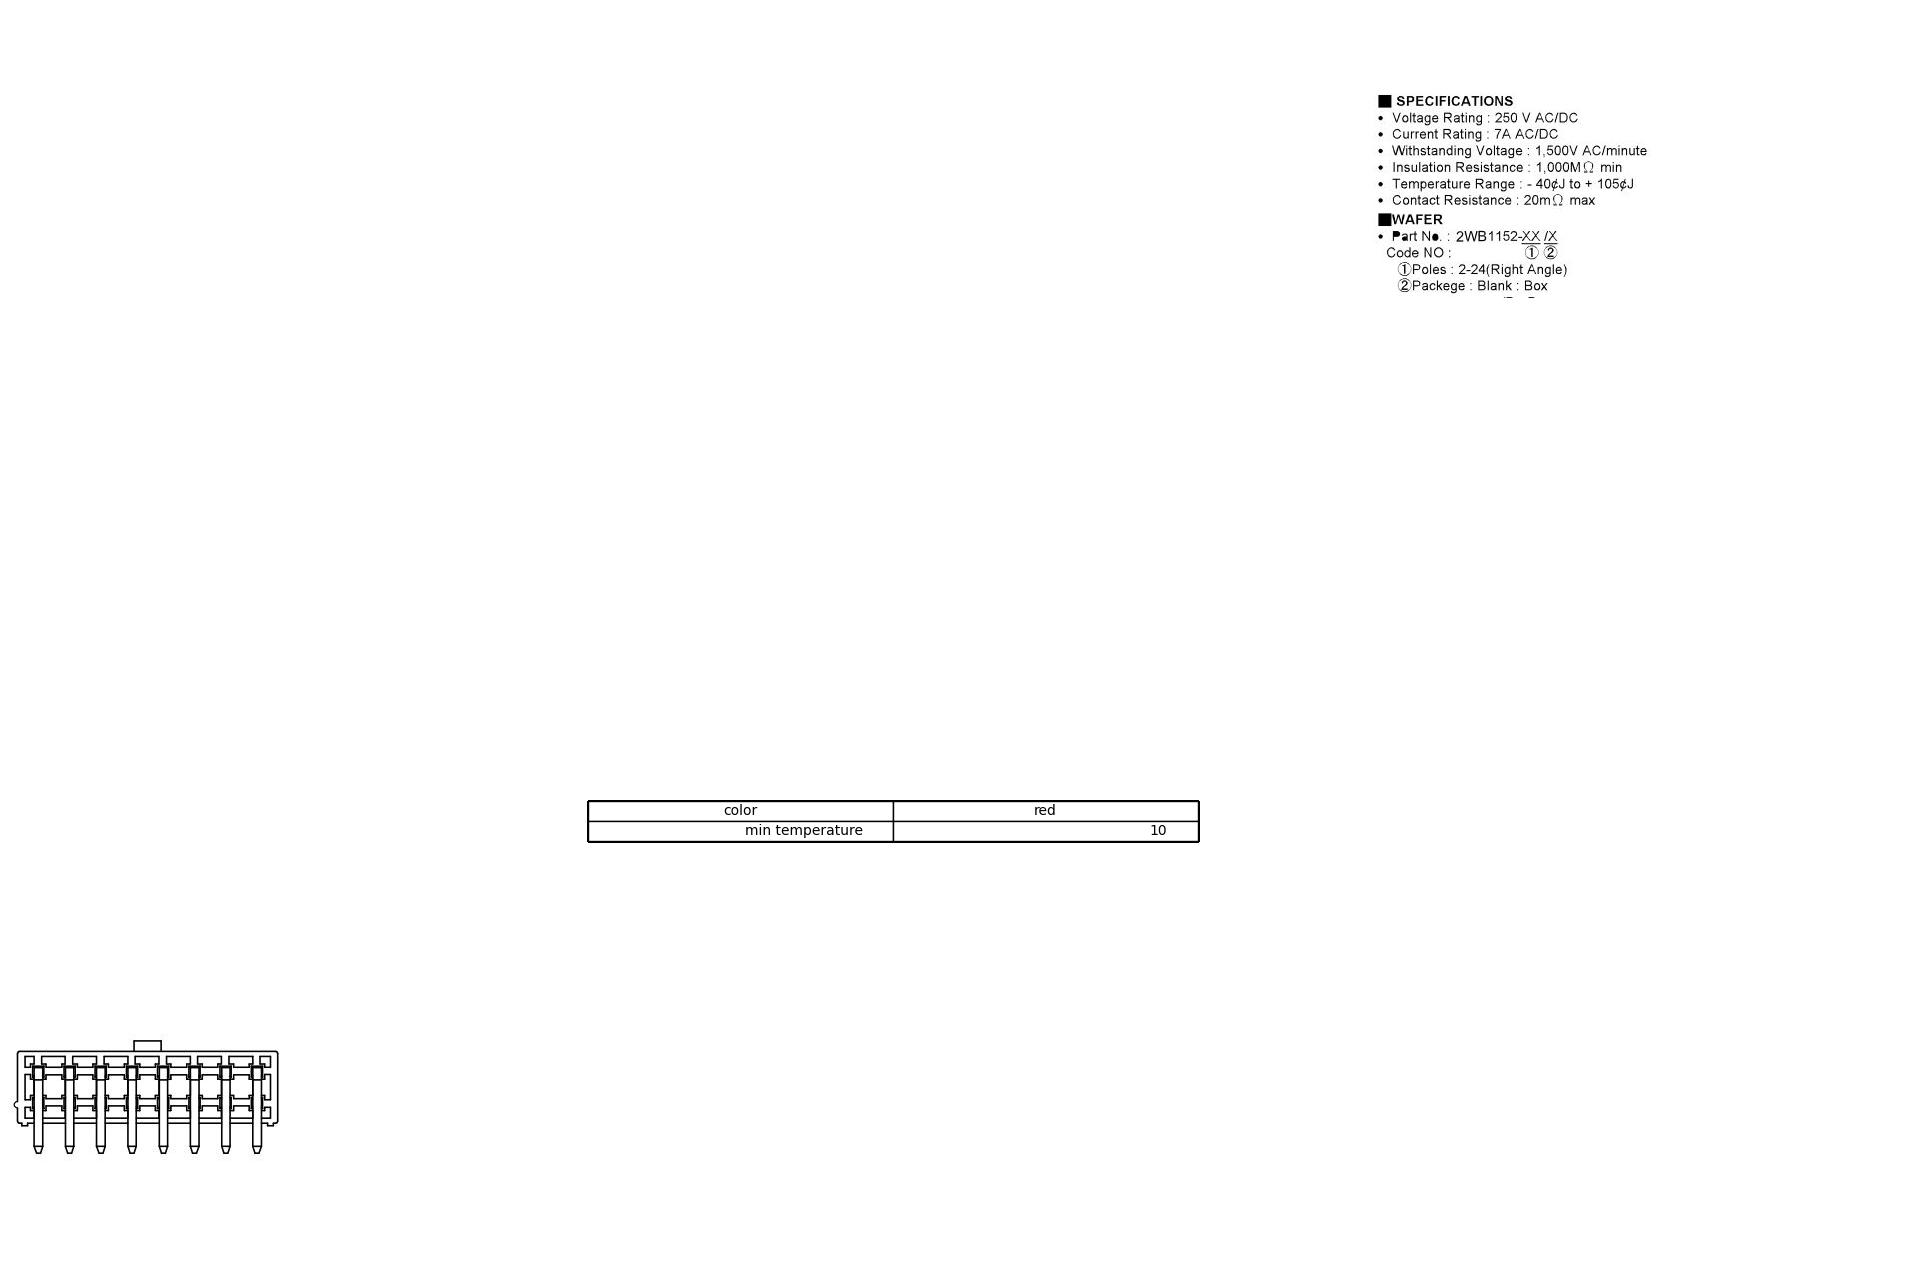 ■ SPECIFICATIONS
• Voltage Rating : 250 V AC/DC
• Current Rating : 7A AC/DC
• Withstanding Voltage : 1,500V AC/minute
• Insulation Resistance : 1,000MΩ min
• Temperature Range : - 40¢J to + 105¢J
• Contact Resistance : 20mΩ max
■WAFER
• Part No. : 2WB1152-XX /X
Code NO : ① ②
①Poles : 2-24(Right Angle)
②Packege : Blank : Box
color red
min temperature 10